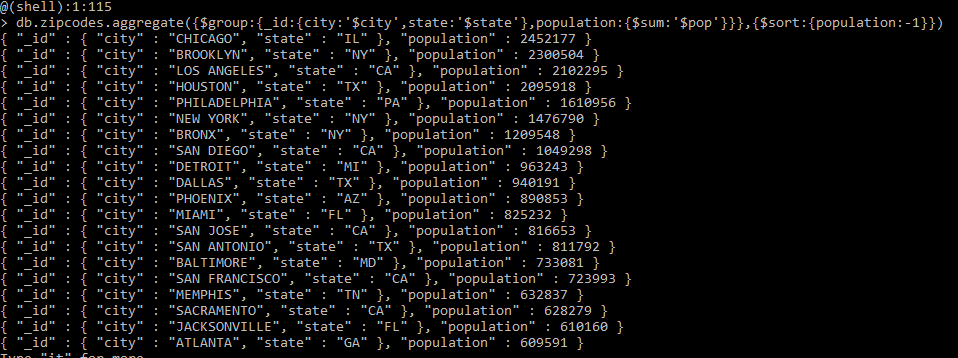 @(shell):1:115
> db.zipcodes.aggregate({$group:{_id:{city:'$city',state:'$state'},population:{$sum:'$pop'}}},{$sort:{population:-1}})
{ "_id" : { "city" : "CHICAGO", "state" : "IL" }, "population" : 2452177 }
{ "_id" : { "city" : "BROOKLYN", "state" : "NY" }, "population" : 2300504 }
{ "_id" : { "city" : "LOS ANGELES", "state" : "CA" }, "population" : 2102295 }
{ "_id" : { "city" : "HOUSTON", "state" : "TX" }, "population" : 2095918 }
{ "_id" : { "city" : "PHILADELPHIA", "state" : "PA" }, "population" : 1610956 }
{ "_id" : { "city" : "NEW YORK", "state" : "NY" }, "population" : 1476790 }
{ "_id" : { "city" : "BRONX", "state" : "NY" }, "population" : 1209548 }
{ "_id" : { "city" : "SAN DIEGO", "state" : "CA" }, "population" : 1049298 }
{ "_id" : { "city" : "DETROIT", "state" : "MI" }, "population" : 963243 }
{ "_id" : { "city" : "DALLAS", "state" : "TX" }, "population" : 940191 }
{ "_id" : { "city" : "PHOENIX", "state" : "AZ" }, "population" : 890853 }
{ "_id" : { "city" : "MIAMI", "state" : "FL" }, "population" : 825232 }
{ "_id" : { "city" : "SAN JOSE", "state" : "CA" }, "population" : 816653 }
{ "_id" : { "city" : "SAN ANTONIO", "state" : "TX" }, "population" : 811792 }
{ "_id" : { "city" : "BALTIMORE", "state" : "MD" }, "population" : 733081 }
{ "_id" : { "city" : "SAN FRANCISCO", "state" : "CA" }, "population" : 723993 }
{ "_id" : { "city" : "MEMPHIS", "state" : "TN" }, "population" : 632837 }
{ "_id" : { "city" : "SACRAMENTO", "state" : "CA" }, "population" : 628279 }
{ "_id" : { "city" : "JACKSONVILLE", "state" : "FL" }, "population" : 610160 }
{ "_id" : { "city" : "ATLANTA", "state" : "GA" }, "population" : 609591 }
Type "it" for more